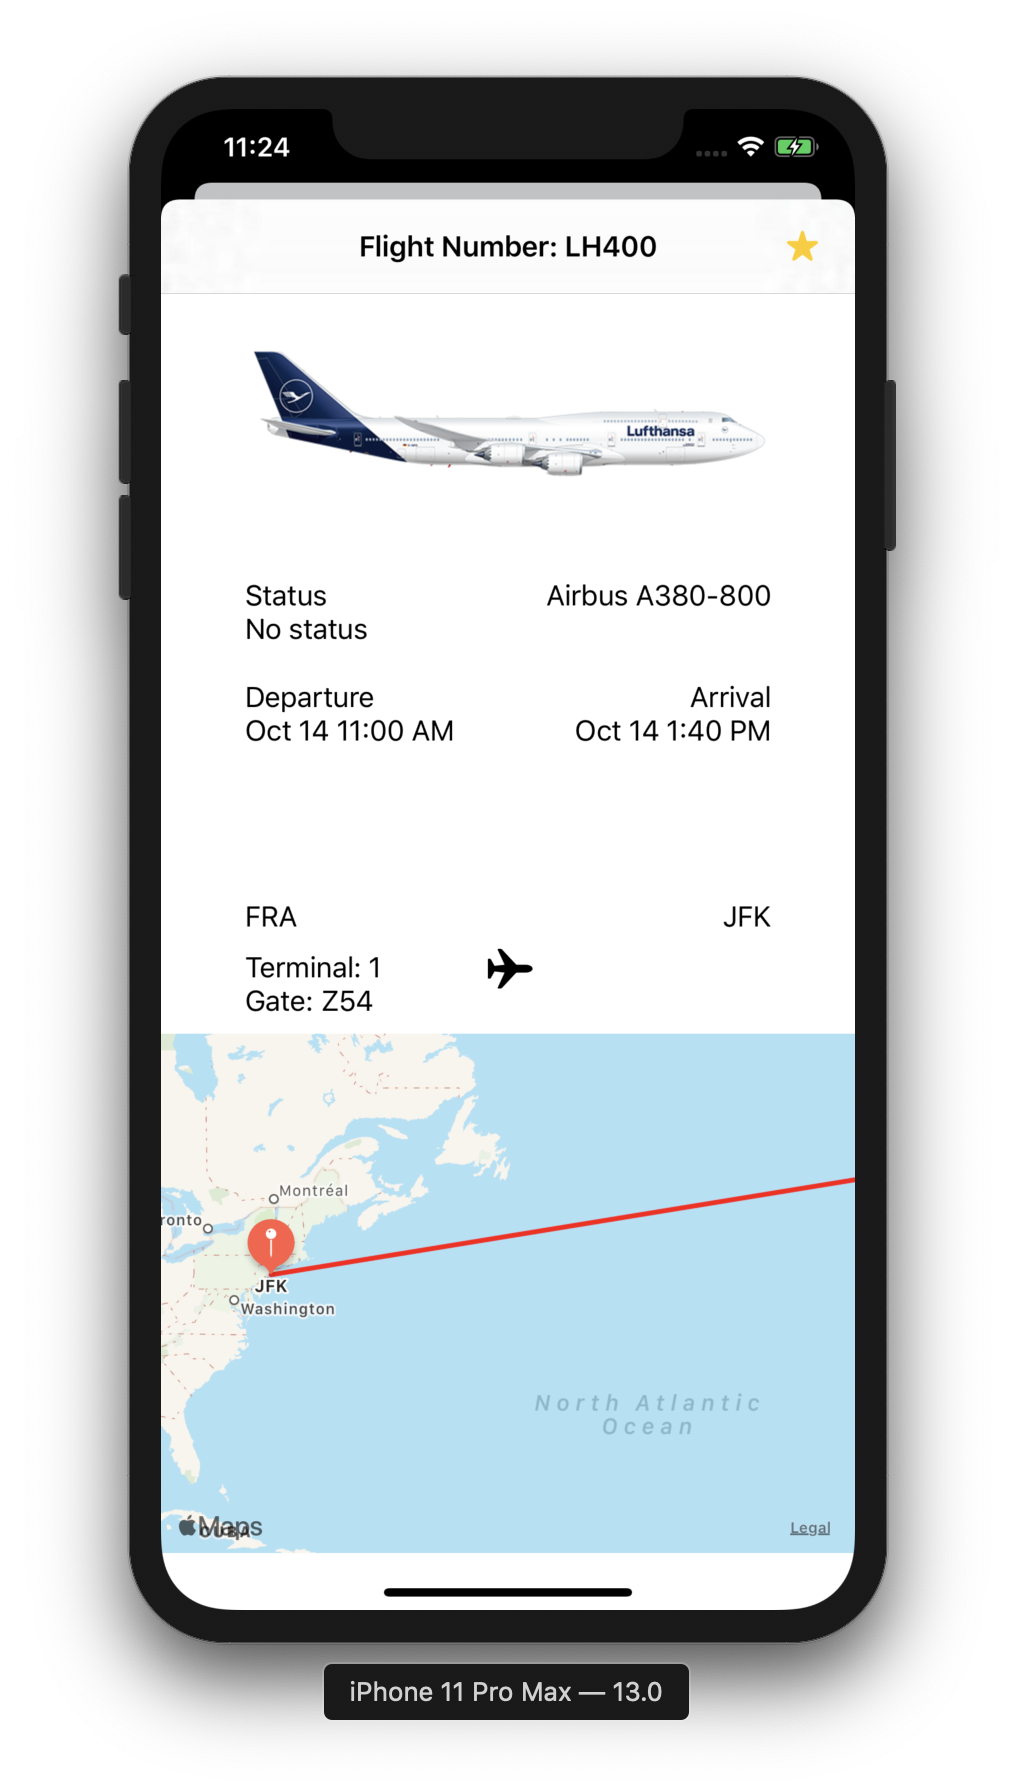 11:24
Flight Number: LH400
Lufthansa
Status
Airbus A380-800
No status
Departure
Arrival
Oct 14 11:00 AM
Oct 14 1:40 PM
FRA
JFK
Terminal: 1
Gate: Z54
Montréal
ronto
JFK
Washington
North Atlantic
Ocean
Maps
CUBA
Legal
iPhone 11 Pro Max — 13.0